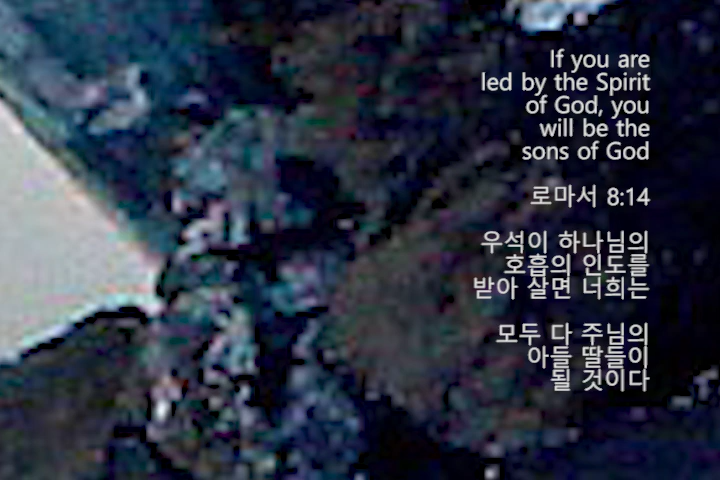 If you are
led by the Spirit
of God, you
will be the
sons of God
로마서 8:14
우석이 하나님의
호흡의 인도를
받아 살면 너희는
모두 다 주님의
아들 딸들이
될 것이다